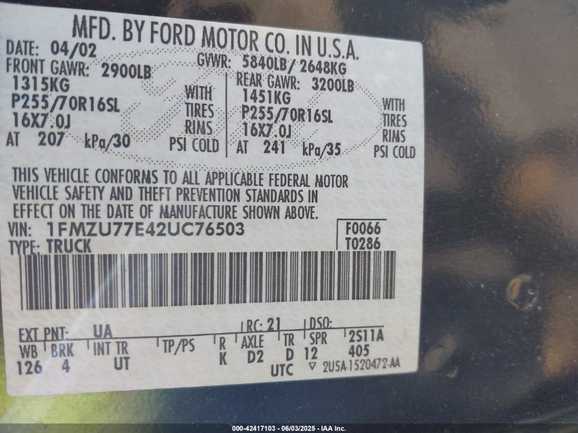 MFD. BY FORD MOTOR CO. IN U.S.A.
DATE: 04/02 GVWR: 5840LB/ 2648KG
FRONT GAWR: 2900LB REAR GAWR: 3200LB
1315KG WITH 1451KG WITH
P255/70R16SL TIRES P255/70R16SL TIRES
16X7.0J RIMS 16X7.0J RIMS
AT 207 kPa/30 PSI COLD AT 241 kPa/35 PSI COLD
THIS VEHICLE CONFORMS TO ALL APPLICABLE FEDERAL MOTOR
VEHICLE SAFETY AND THEFT PREVENTION STANDARDS IN
EFFECT ON THE DATE OF MANUFACTURE SHOWN ABOVE.
VIN: 1FMZU77E42UC76503 F0066
TYPE: TRUCK T0286
EXT PNT: UA RC: 21 DSO:
WB BRK INT TR TP/PS R AXLE TR SPR 2S11A
126 4 UT K D2 D 12 405
UTC ▽ 2U5A-1520472-AA
000-42417103 - 06/03/2025 - IAA Inc.